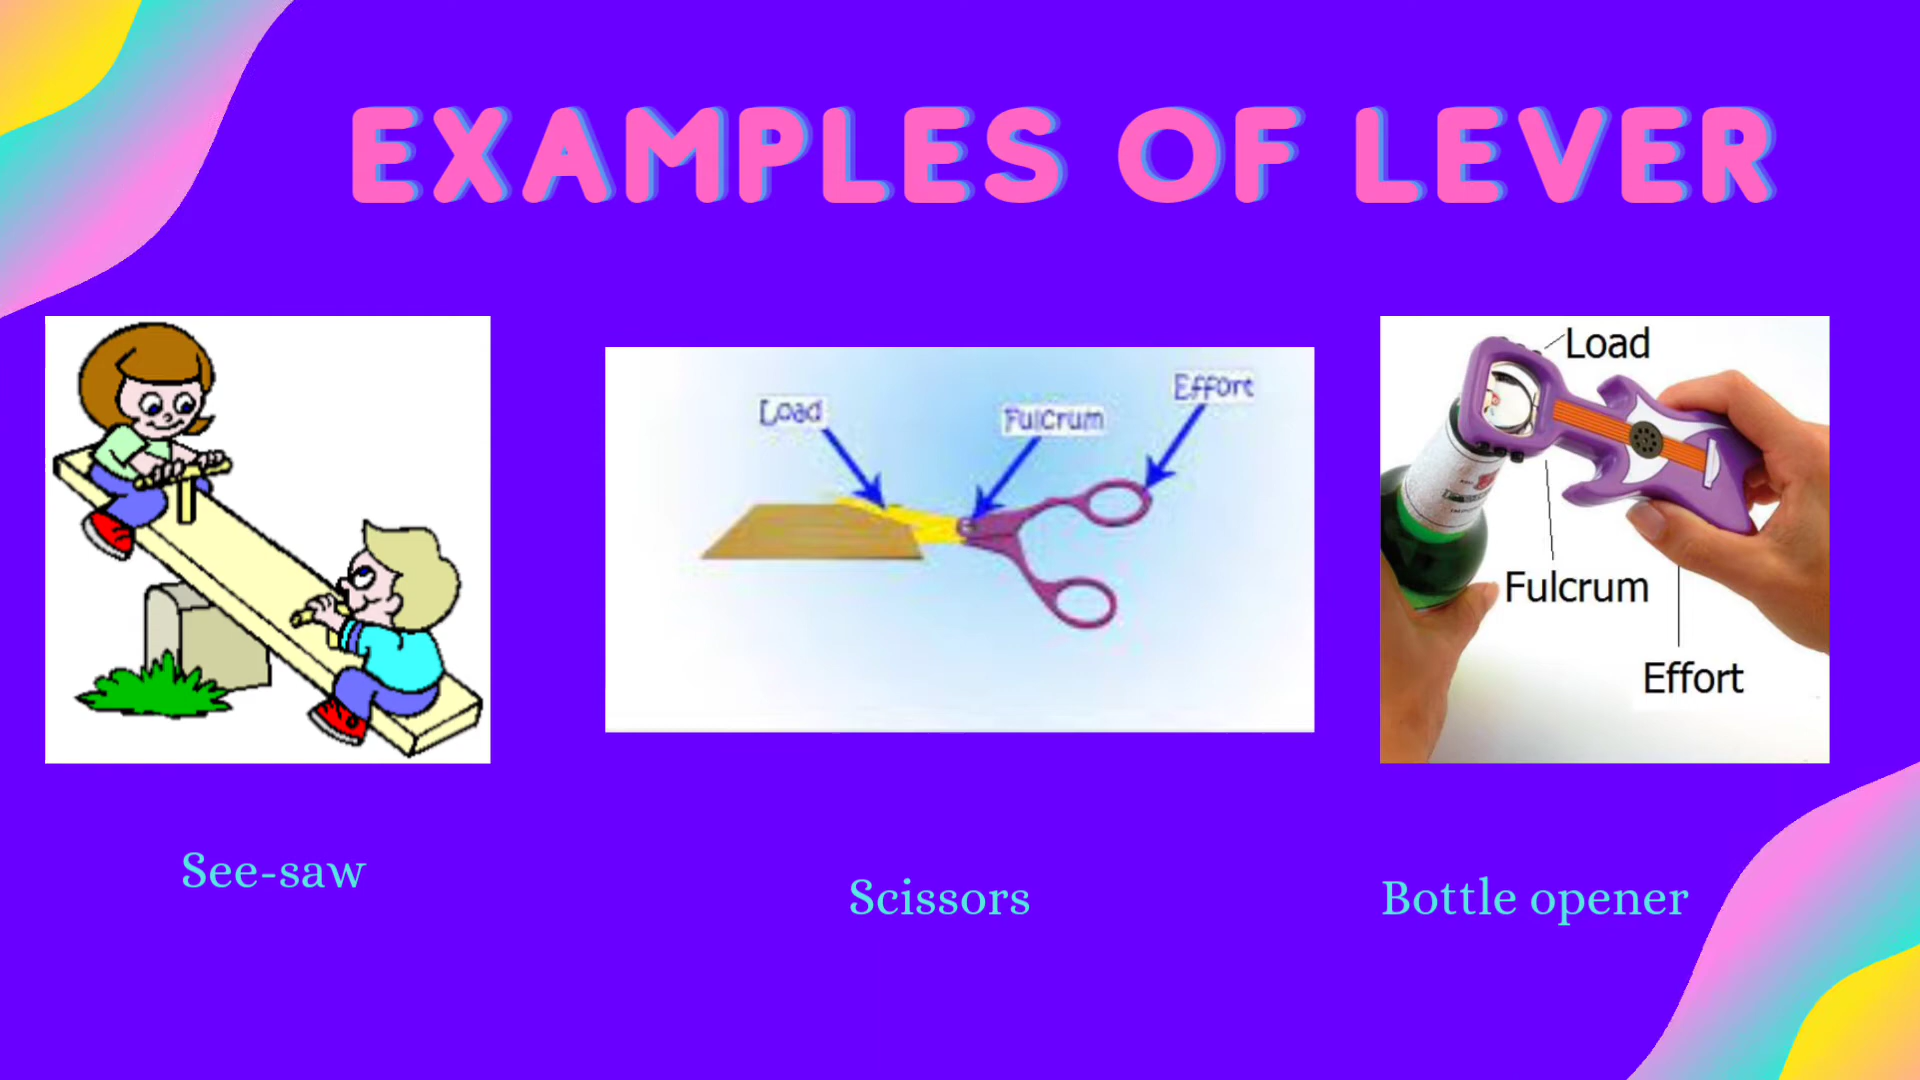 EXAMPLES OF LEVER
Load
Fulcrum
Effort
Load
Fulcrum
Effort
See-saw
Scissors
Bottle opener